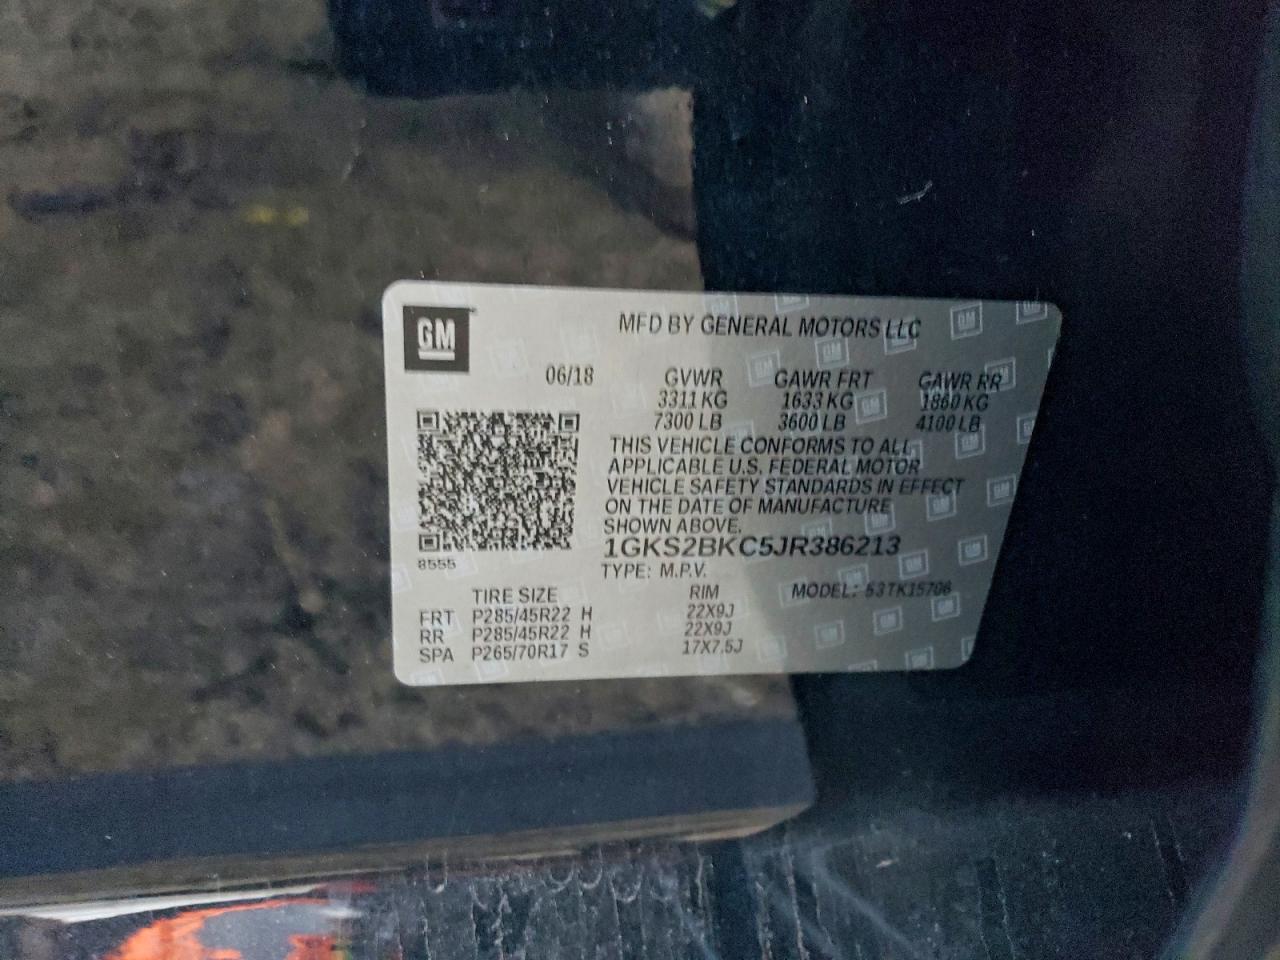 GM
MFD BY GENERAL MOTORS LLC
06/18 GVWR GAWR FRT GAWR RR
3311 KG 1633 KG 1860 KG
7300 LB 3600 LB 4100 LB
THIS VEHICLE CONFORMS TO ALL
APPLICABLE U.S. FEDERAL MOTOR
VEHICLE SAFETY STANDARDS IN EFFECT
ON THE DATE OF MANUFACTURE
SHOWN ABOVE.
1GKS2BKC5JR386213
8555
TYPE: M.P.V.
TIRE SIZE RIM MODEL: 53TK15706
FRT P285/45R22 H 22X9J
RR P285/45R22 H 22X9J
SPA P265/70R17 S 17X7.5J